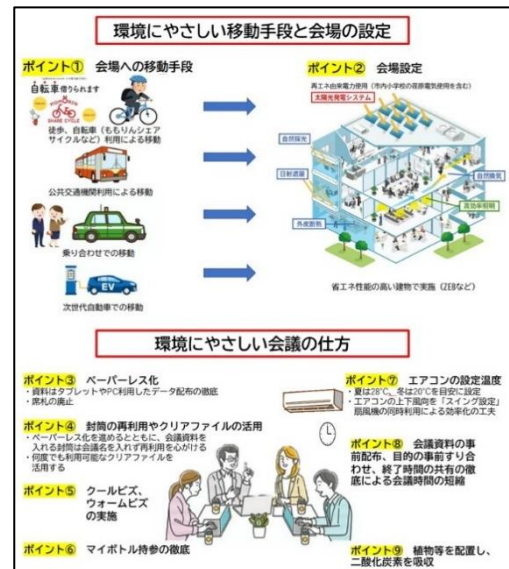 環境にやさしい移動手段と会場の設定
ポイント① 会場への移動手段
自転車借りられます
SHARE CYCLE
徒歩、自転車(ももりんシェア
サイクルなど)利用による移動
公共交通機関利用による移動
乗り合わせでの移動
EV
次世代自動車での移動
ポイント② 会場設定
再エネ由来電力使用(市内小学校の荏原電気使用を含む)
太陽光発電システム
自然採光
日射遮蔽
外皮断熱
自然換気
高効率照明
省エネ性能の高い建物で実施(ZEBなど)
環境にやさしい会議の仕方
ポイント③ ペーパーレス化
・資料はタブレットやPC利用したデータ配布の徹底
・席札の廃止
ポイント④ 封筒の再利用やクリアファイルの活用
・ペーパーレス化を進めるとともに、会議資料を
入れる封筒は会議名を入れず再利用を心がける
・何度でも利用可能なクリアファイルを
活用する
ポイント⑤ クールビズ、
ウォームビズ
の実施
ポイント⑥ マイボトル持参の徹底
ポイント⑦ エアコンの設定温度
・夏は28℃、冬は20℃を目安に設定
・エアコンの上下風向を「スイング設定」
扇風機の同時利用による効率化の工夫
ポイント⑧ 会議資料の事
前配布、目的の事前すり合
わせ、終了時間の共有の徹
底による会議時間の短縮
ポイント⑨ 植物等を配置し、
二酸化炭素を吸収